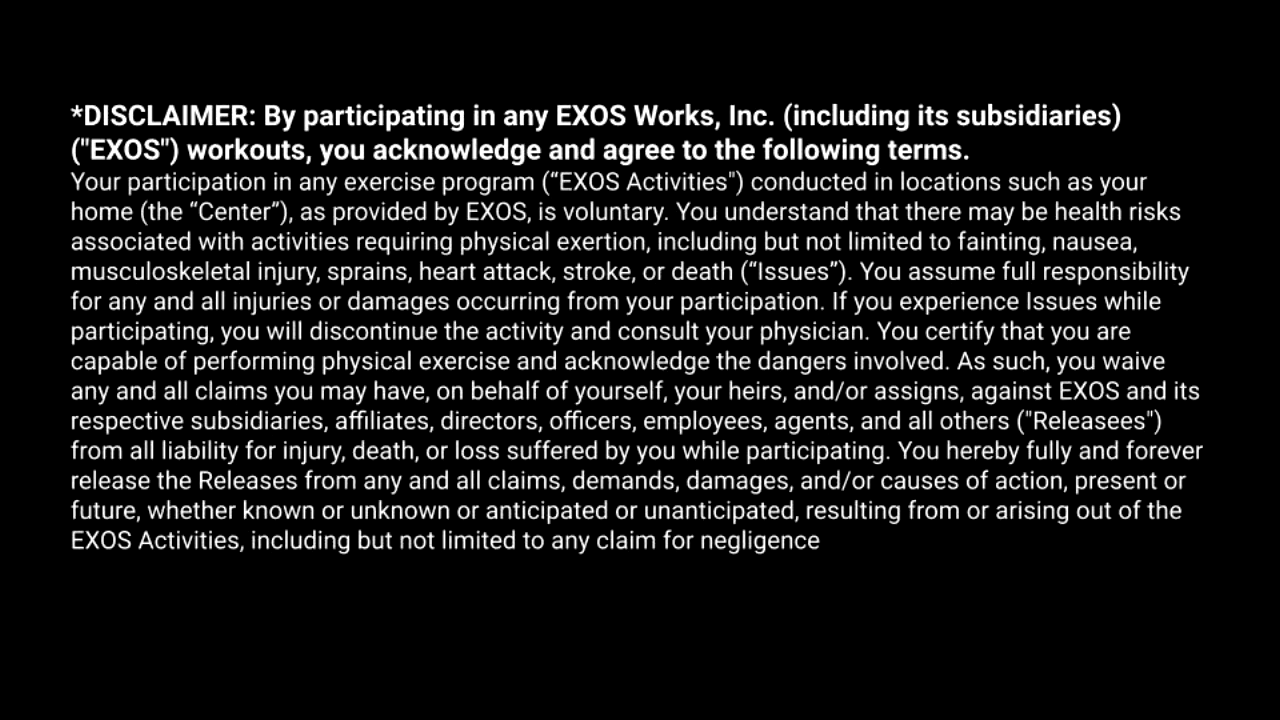 *DISCLAIMER: By participating in any EXOS Works, Inc. (including its subsidiaries)
("EXOS") workouts, you acknowledge and agree to the following terms.
Your participation in any exercise program (“EXOS Activities") conducted in locations such as your
home (the “Center”), as provided by EXOS, is voluntary. You understand that there may be health risks
associated with activities requiring physical exertion, including but not limited to fainting, nausea,
musculoskeletal injury, sprains, heart attack, stroke, or death (“Issues”). You assume full responsibility
for any and all injuries or damages occurring from your participation. If you experience Issues while
participating, you will discontinue the activity and consult your physician. You certify that you are
capable of performing physical exercise and acknowledge the dangers involved. As such, you waive
any and all claims you may have, on behalf of yourself, your heirs, and/or assigns, against EXOS and its
respective subsidiaries, affiliates, directors, officers, employees, agents, and all others ("Releasees")
from all liability for injury, death, or loss suffered by you while participating. You hereby fully and forever
release the Releases from any and all claims, demands, damages, and/or causes of action, present or
future, whether known or unknown or anticipated or unanticipated, resulting from or arising out of the
EXOS Activities, including but not limited to any claim for negligence